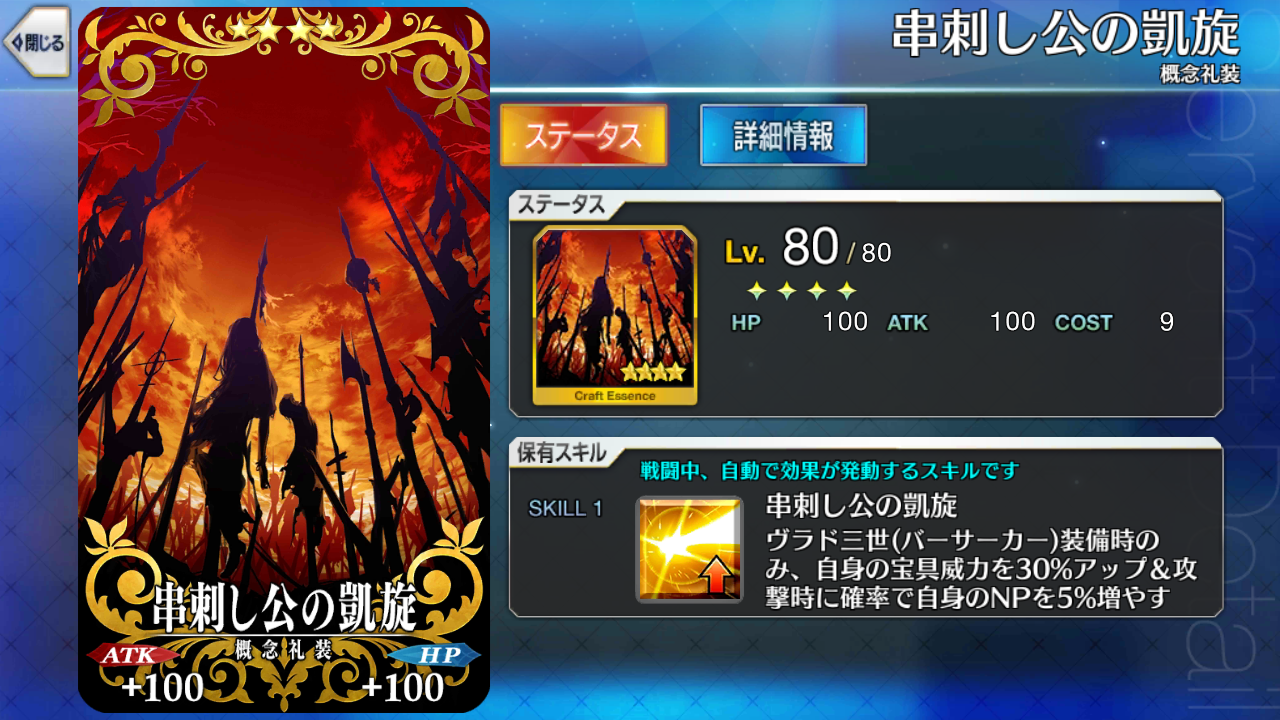 閉じる
串刺し公の凱旋
概念礼装
ATK
+100
HP
+100
串刺し公の凱旋
概念礼装
ステータス
詳細情報
ステータス
Craft Essence
Lv. 80/80
HP 100 ATK 100 COST 9
保有スキル
戦闘中、自動で効果が発動するスキルです
SKILL 1
串刺し公の凱旋
ヴラド三世(バーサーカー)装備時の
み、自身の宝具威力を30%アップ&攻
撃時に確率で自身のNPを5%増やす